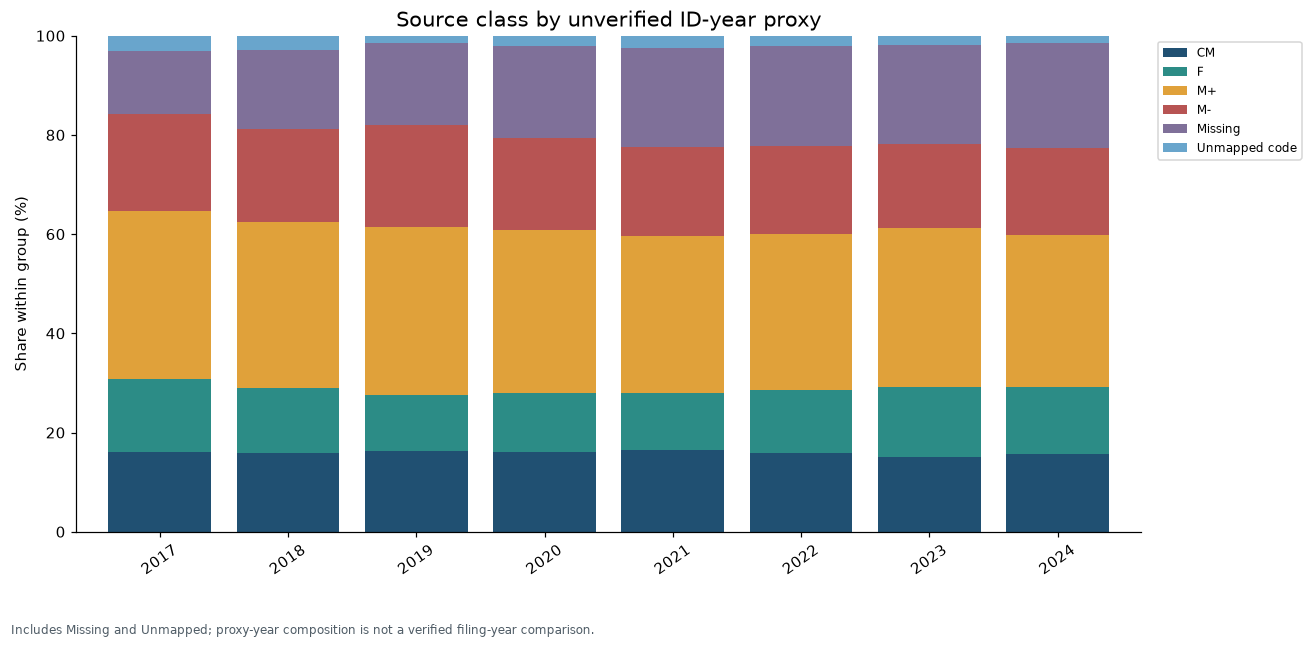 Source class by unverified ID-year proxy
Share within group (%)
100
80
60
40
20
0
2017
2018
2019
2020
2021
2022
2023
2024
CM
F
M+
M-
Missing
Unmapped code
Includes Missing and Unmapped; proxy-year composition is not a verified filing-year comparison.